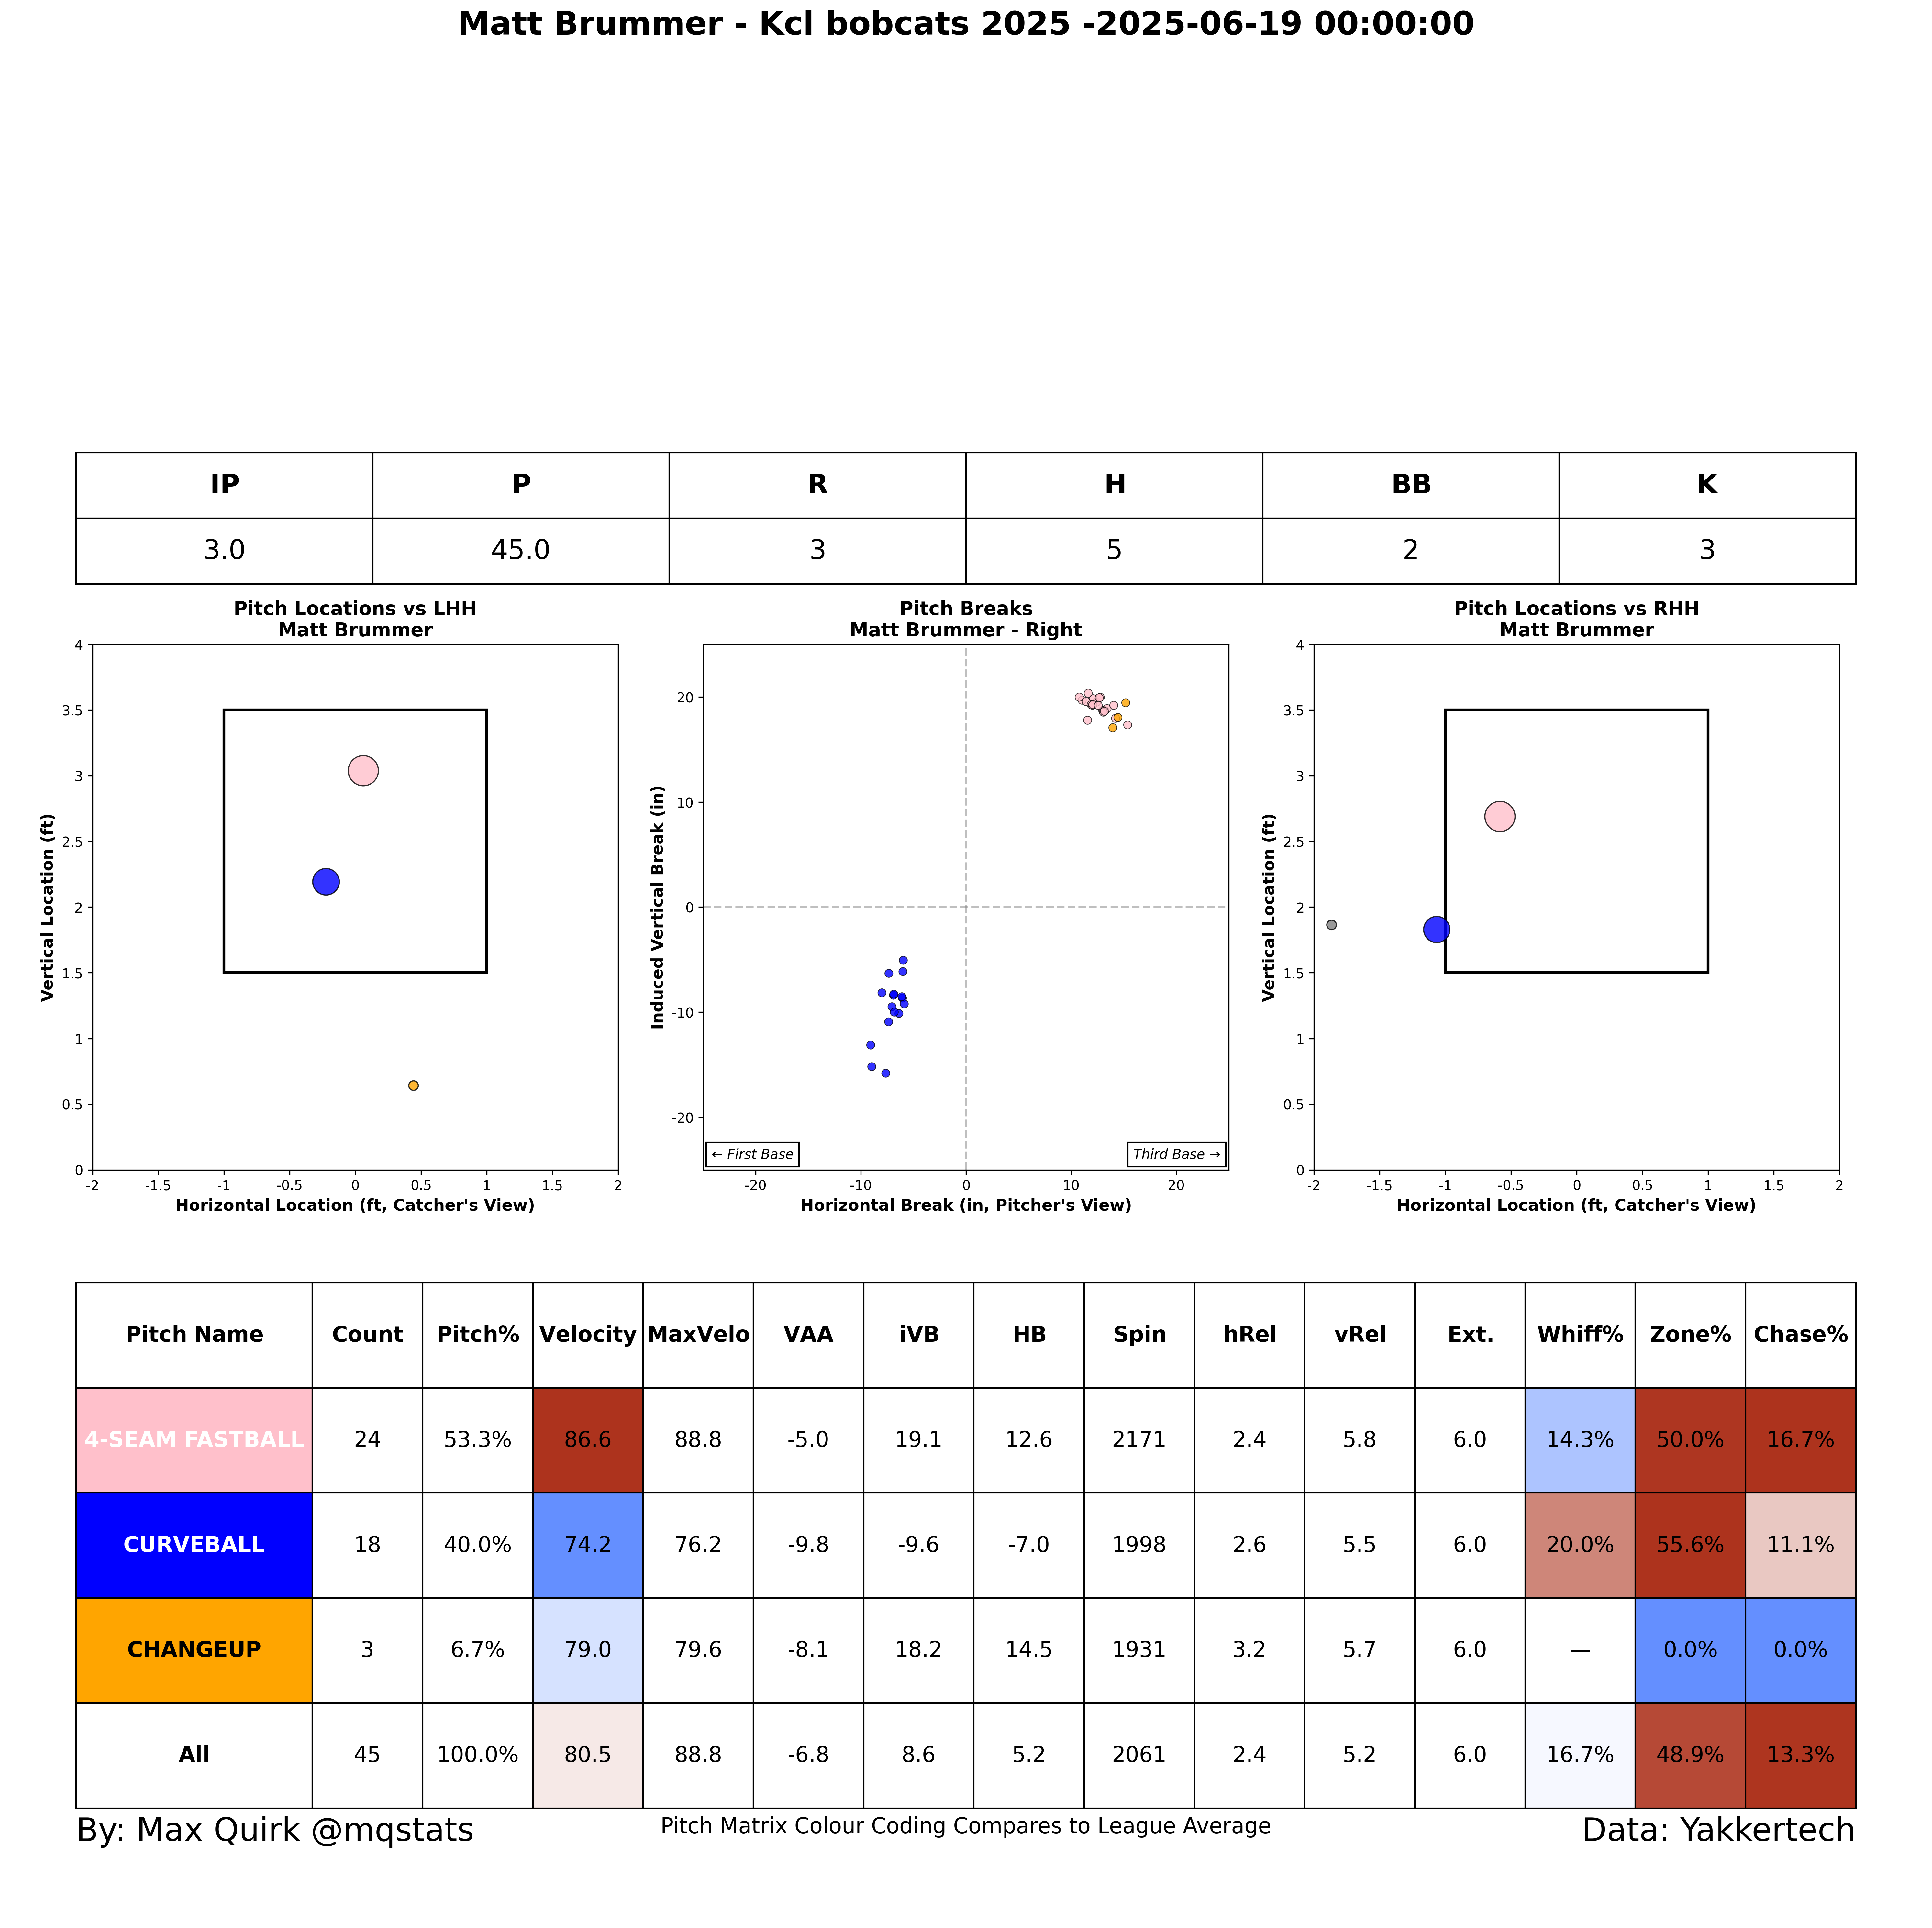 Matt Brummer - Kcl bobcats 2025 -2025-06-19 00:00:00
IP P R H BB K
3.0 45.0 3 5 2 3
Pitch Locations vs LHH
Matt Brummer
4
3.5
3
2.5
2
1.5
1
0.5
0
-2 -1.5 -1 -0.5 0 0.5 1 1.5 2
Vertical Location (ft)
Horizontal Location (ft, Catcher's View)
Pitch Breaks
Matt Brummer - Right
20
10
0
-10
-20
-20 -10 0 10 20
Induced Vertical Break (in)
← First Base
Third Base →
Horizontal Break (in, Pitcher's View)
Pitch Locations vs RHH
Matt Brummer
4
3.5
3
2.5
2
1.5
1
0.5
0
-2 -1.5 -1 -0.5 0 0.5 1 1.5 2
Vertical Location (ft)
Horizontal Location (ft, Catcher's View)
Pitch Name Count Pitch% Velocity MaxVelo VAA iVB HB Spin hRel vRel Ext. Whiff% Zone% Chase%
4-SEAM FASTBALL 24 53.3% 86.6 88.8 -5.0 19.1 12.6 2171 2.4 5.8 6.0 14.3% 50.0% 16.7%
CURVEBALL 18 40.0% 74.2 76.2 -9.8 -9.6 -7.0 1998 2.6 5.5 6.0 20.0% 55.6% 11.1%
CHANGEUP 3 6.7% 79.0 79.6 -8.1 18.2 14.5 1931 3.2 5.7 6.0 — 0.0% 0.0%
All 45 100.0% 80.5 88.8 -6.8 8.6 5.2 2061 2.4 5.2 6.0 16.7% 48.9% 13.3%
By: Max Quirk @mqstats
Pitch Matrix Colour Coding Compares to League Average
Data: Yakkertech